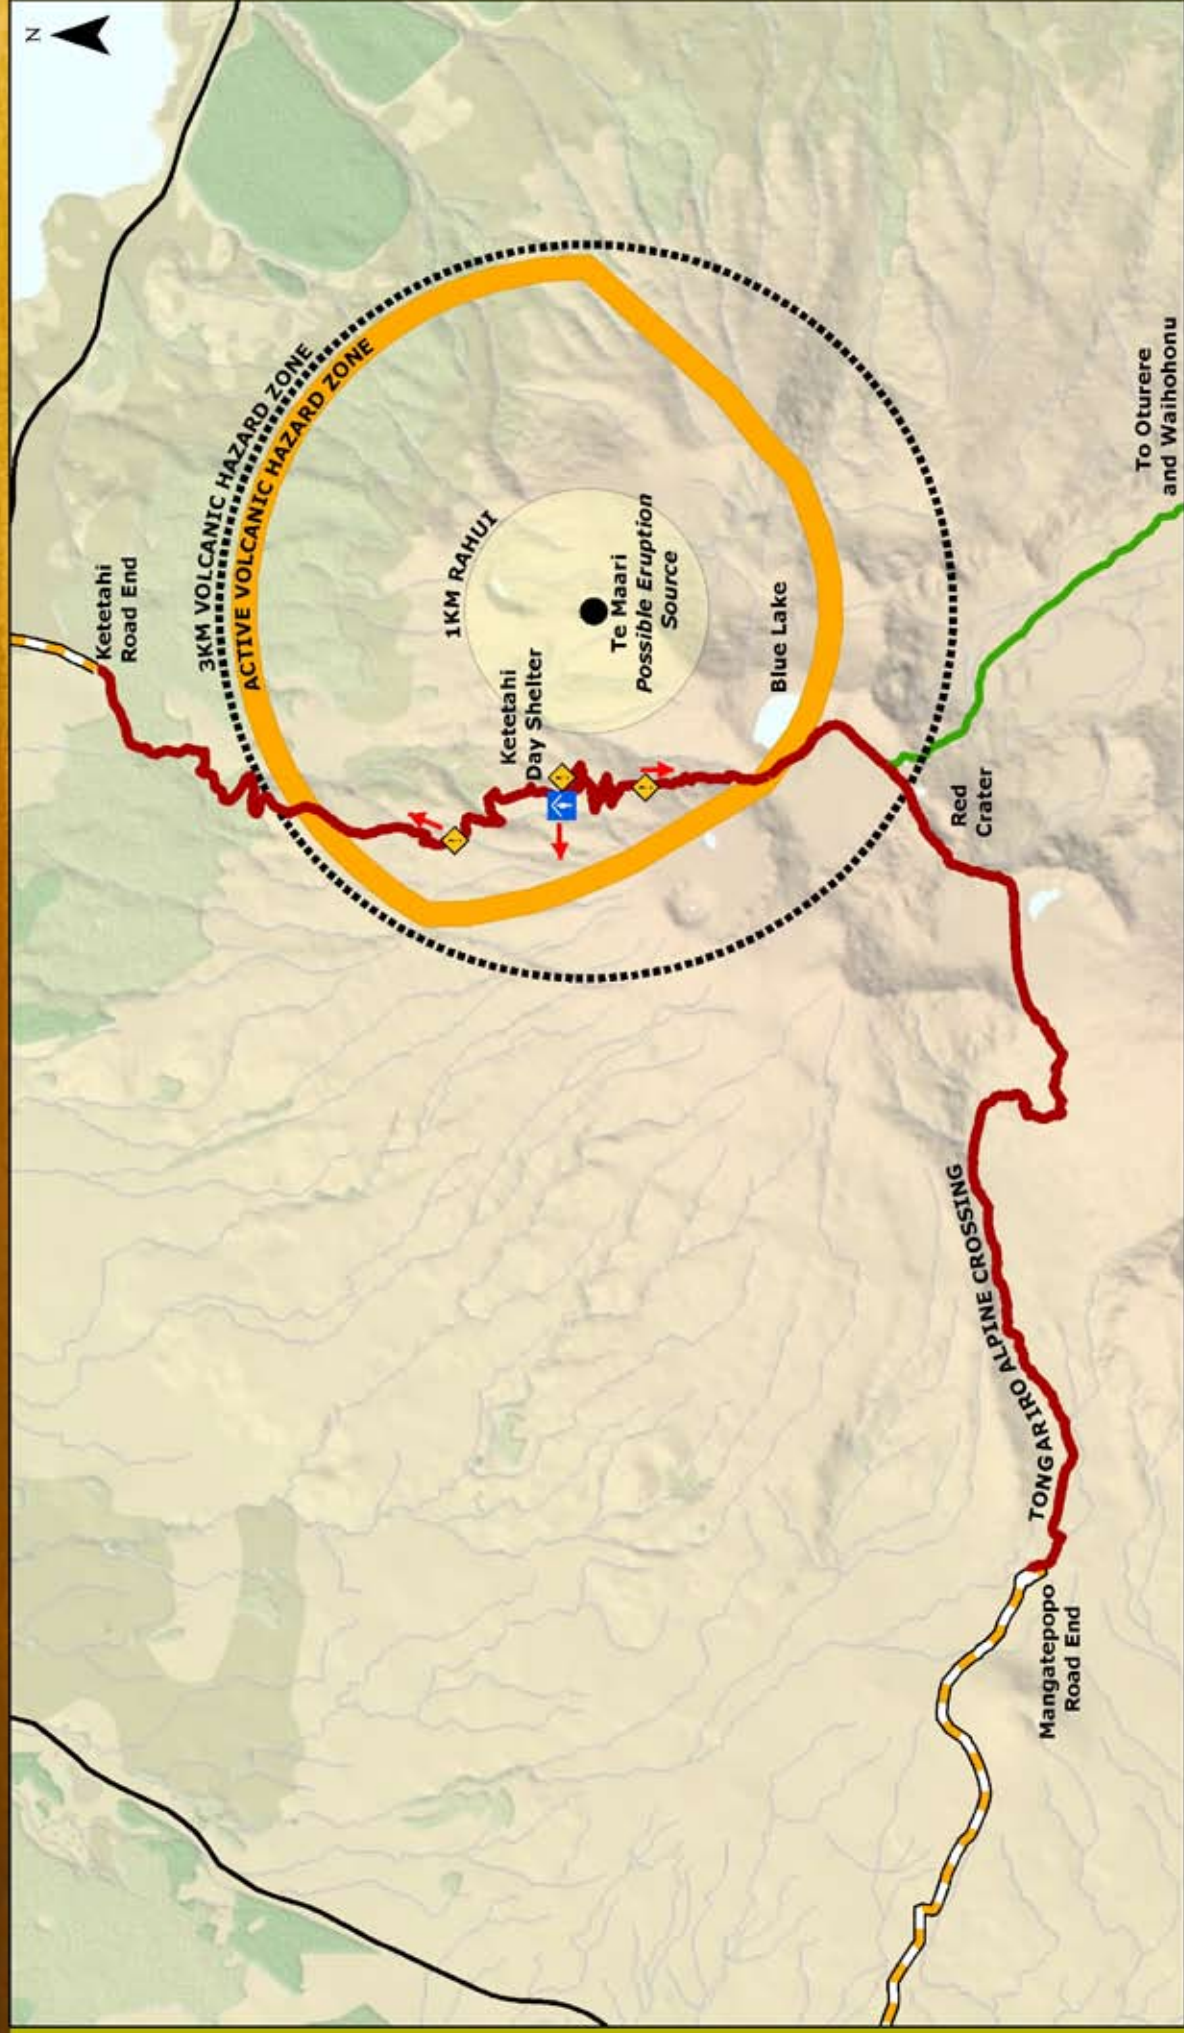 N
Ketetahi
Road End
3KM VOLCANIC HAZARD ZONE
ACTIVE VOLCANIC HAZARD ZONE
1KM RAHUI
Ketetahi
Day Shelter
Te Maari
Possible Eruption
Source
Blue Lake
Red
Crater
To Oturere
and Waihohonu
TONGARIRO ALPINE CROSSING
Mangatepopo
Road End